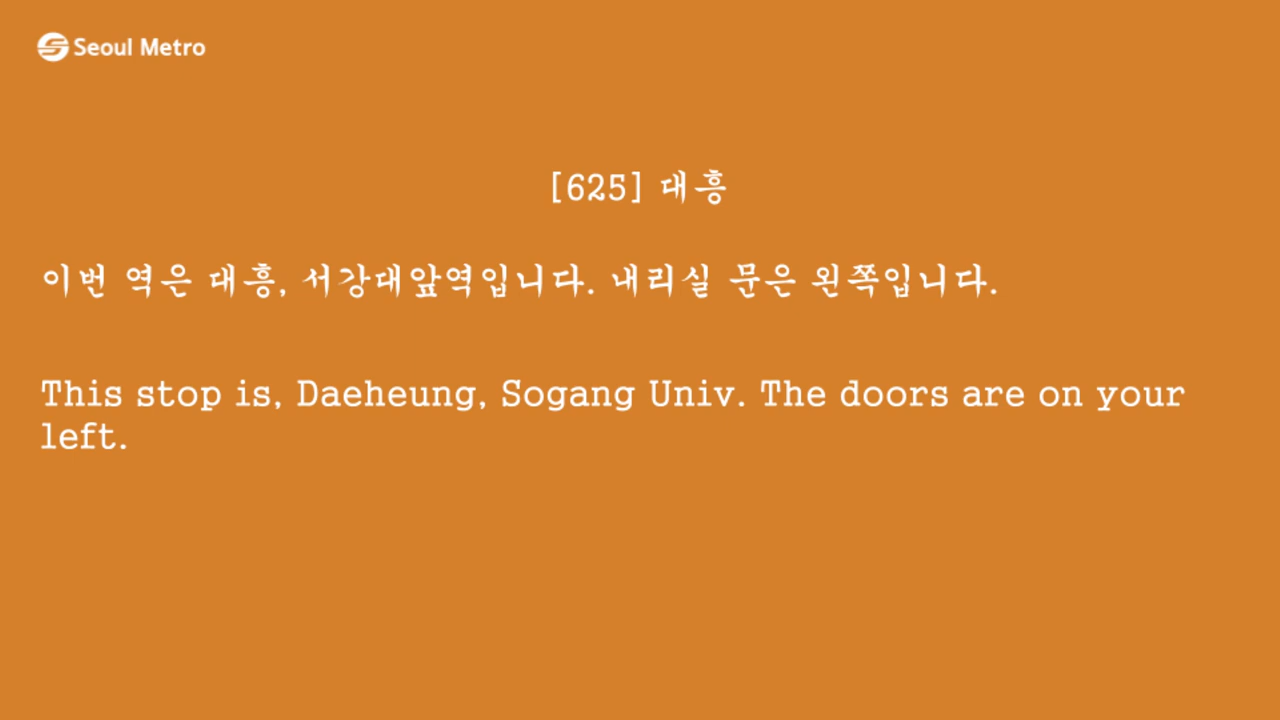 Seoul Metro
[625] 대흥
이번 역은 대흥, 서강대앞역입니다. 내리실 문은 왼쪽입니다.
This stop is, Daeheung, Sogang Univ. The doors are on your
left.